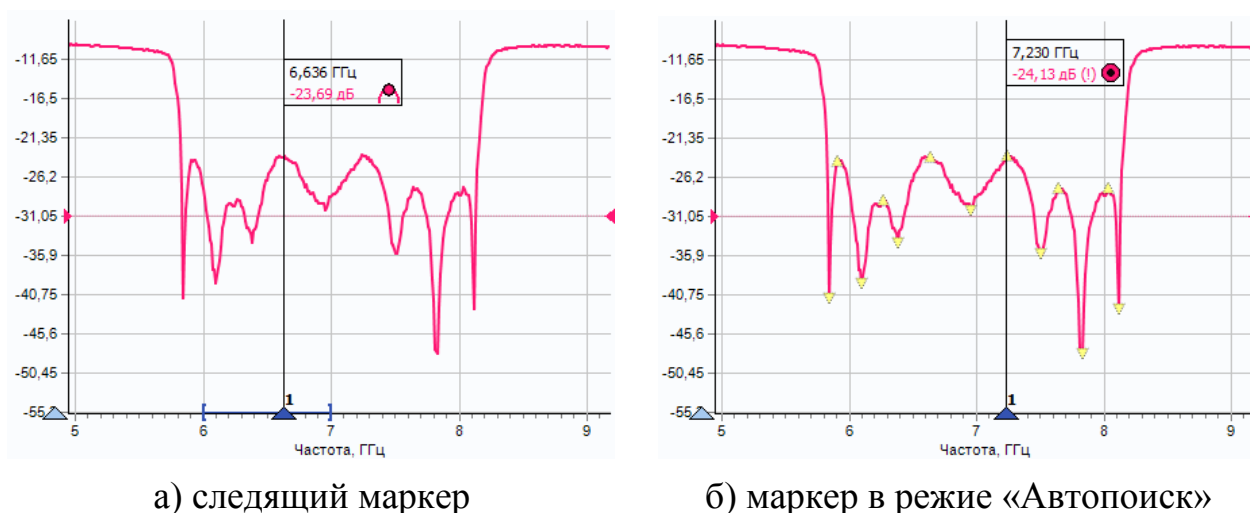 6,636 ГГц
-23,69 дБ
-11,65
-16,5
-21,35
-26,2
-31,05
-35,9
-40,75
-45,6
-50,45
1
5 6 7 8 9
Частота, ГГц
7,230 ГГц
-24,13 дБ (!)
-11,65
-16,5
-21,35
-26,2
-31,05
-35,9
-40,75
-45,6
-50,45
1
5 6 7 8 9
Частота, ГГц
а) следящий маркер
б) маркер в режие «Автопоиск»